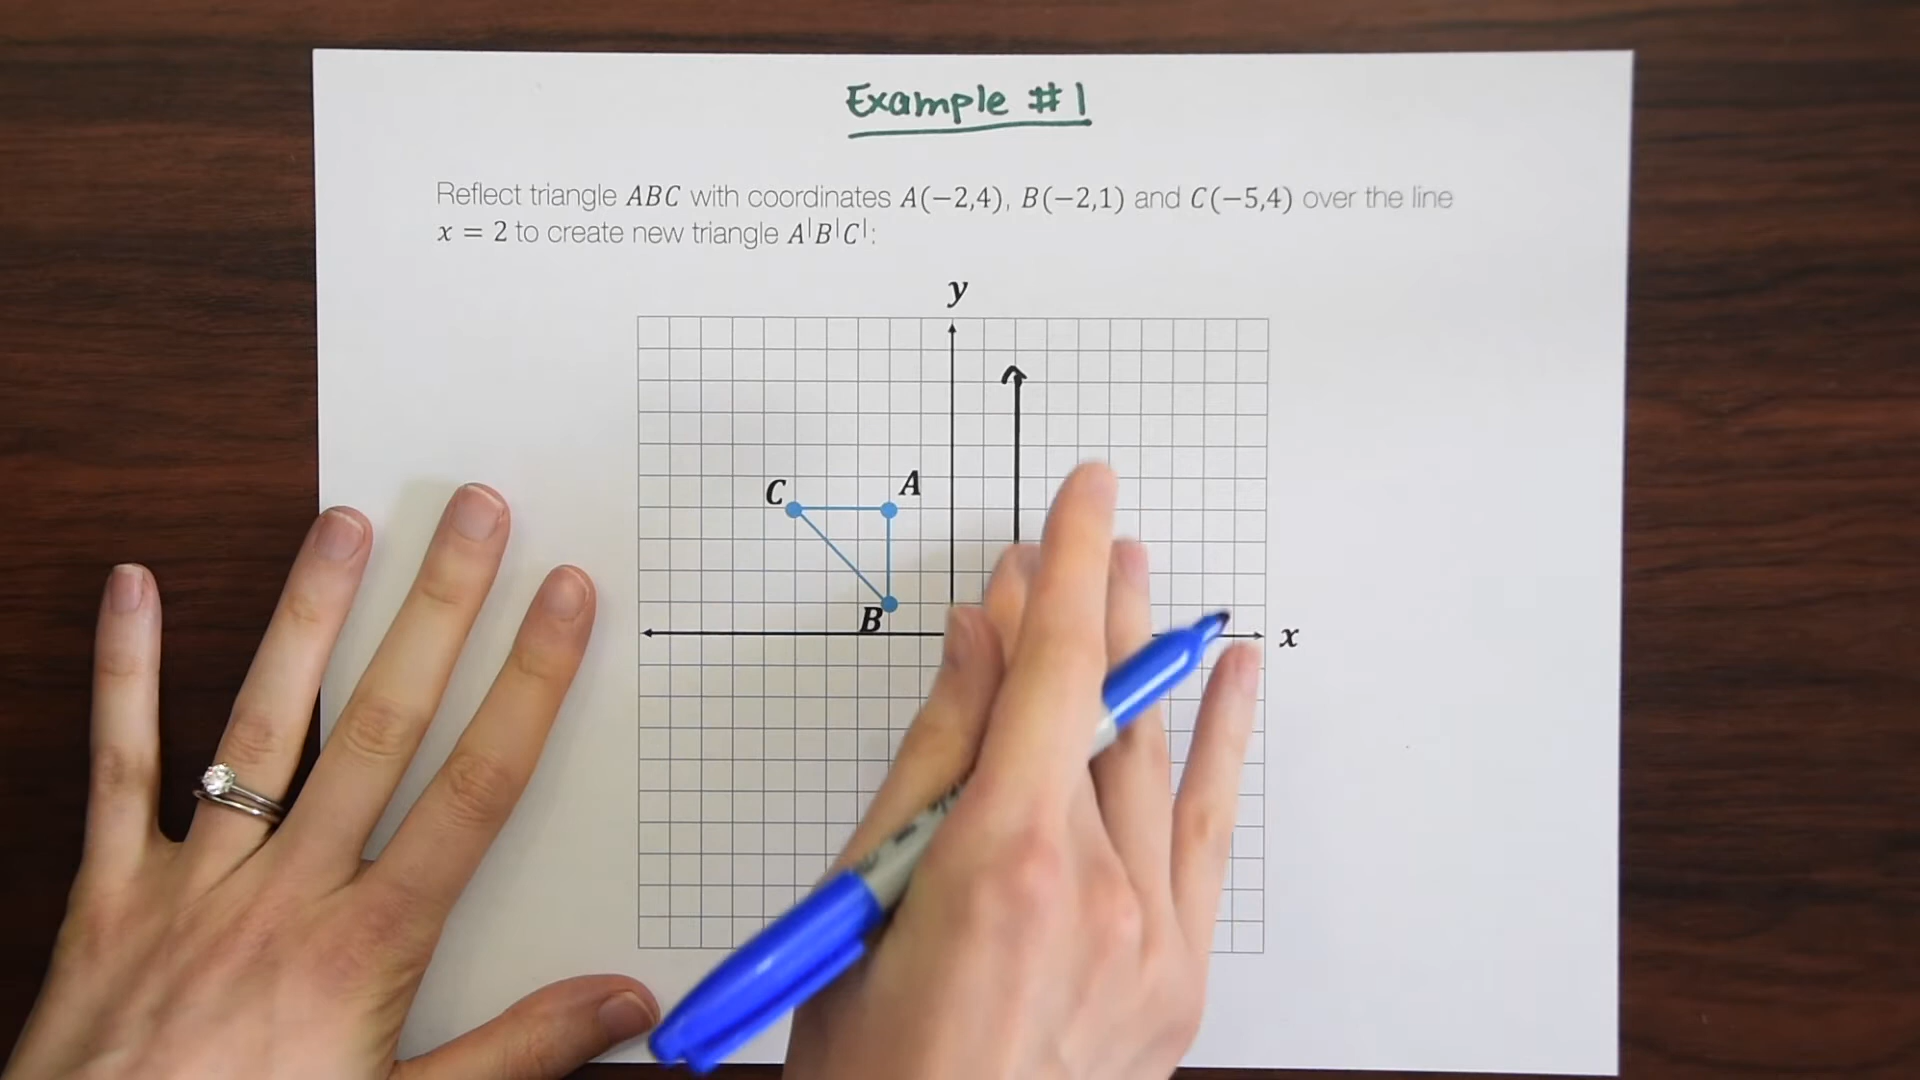 Example #1
Reflect triangle ABC with coordinates A(−2,4), B(−2,1) and C(−5,4) over the line
x = 2 to create new triangle A|B|C|:
y
C
A
B
x